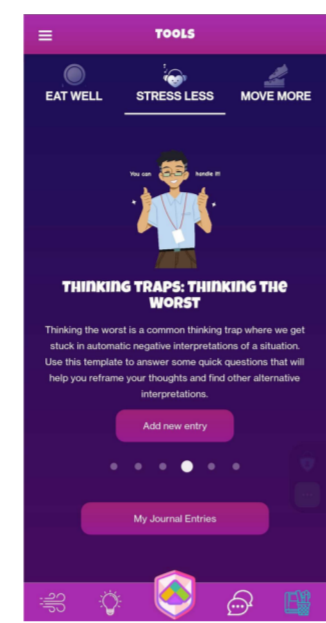 TOOLS
EAT WELL STRESS LESS MOVE MORE
You can handle it!
THINKING TRAPS: THINKING THE
WORST
Thinking the worst is a common thinking trap where we get
stuck in automatic negative interpretations of a situation.
Use this template to answer some quick questions that will
help you reframe your thoughts and find other alternative
interpretations.
Add new entry
My Journal Entries